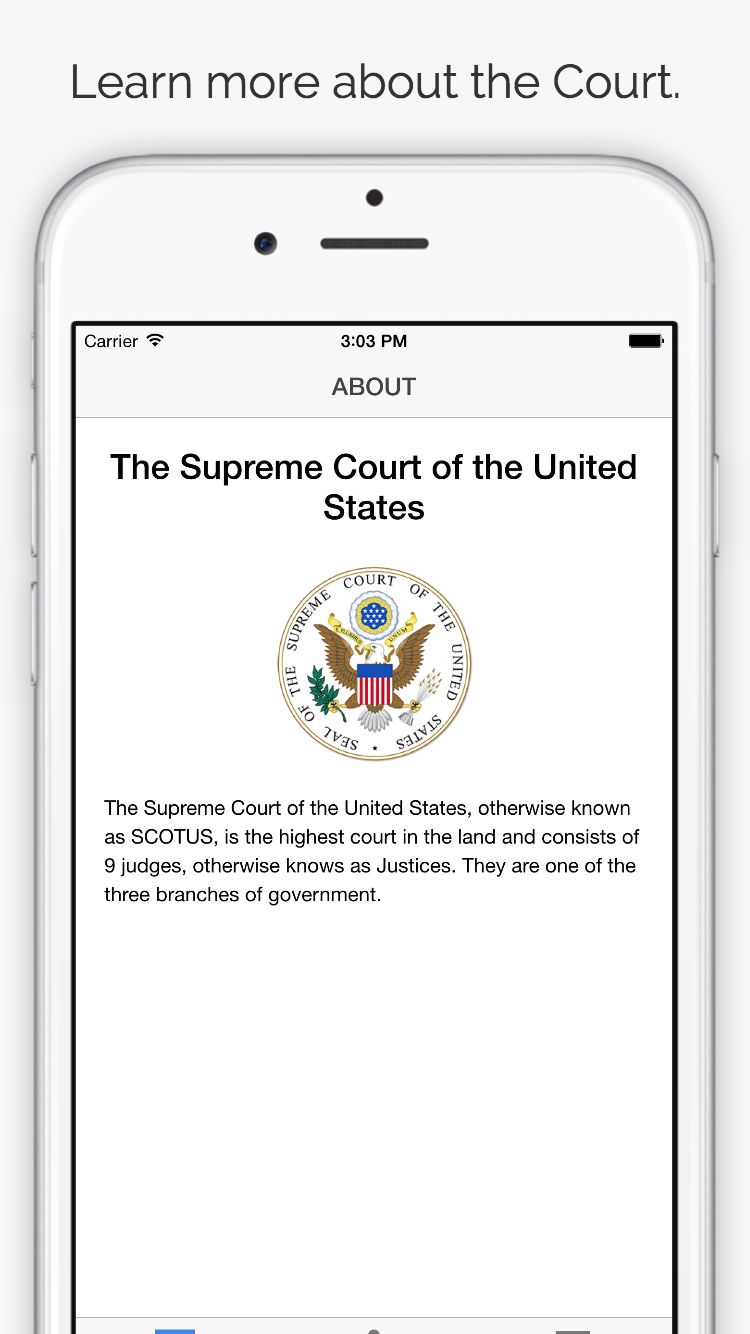 Learn more about the Court.
Carrier
3:03 PM
ABOUT
The Supreme Court of the United
States
SEAL OF THE SUPREME COURT OF THE UNITED STATES
E PLURIBUS UNUM
The Supreme Court of the United States, otherwise known
as SCOTUS, is the highest court in the land and consists of
9 judges, otherwise knows as Justices. They are one of the
three branches of government.